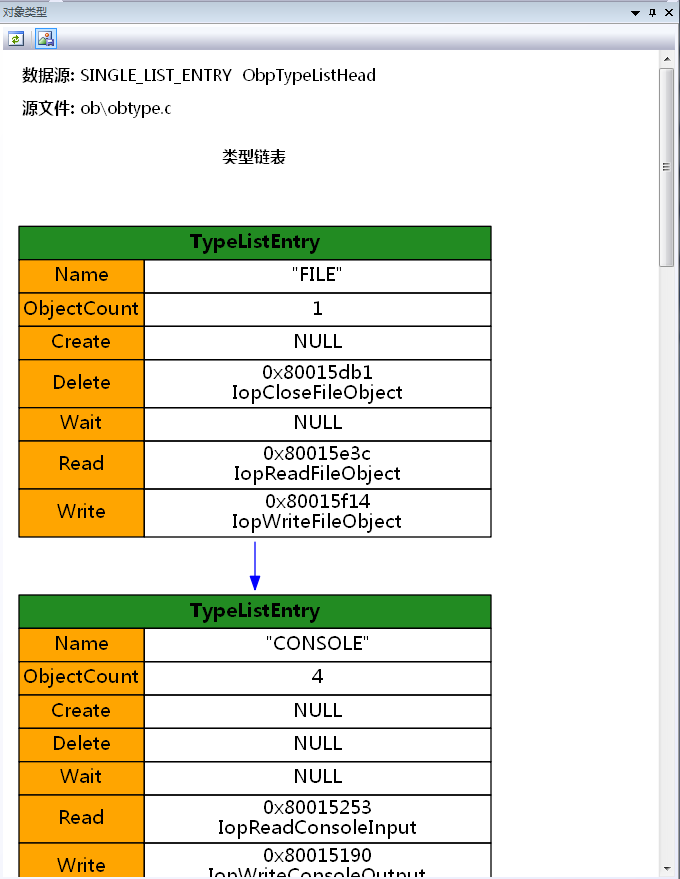 对象类型
数据源: SINGLE_LIST_ENTRY ObpTypeListHead
源文件: ob\obtype.c
类型链表
TypeListEntry
Name "FILE"
ObjectCount 1
Create NULL
Delete 0x80015db1
IopCloseFileObject
Wait NULL
Read 0x80015e3c
IopReadFileObject
Write 0x80015f14
IopWriteFileObject
TypeListEntry
Name "CONSOLE"
ObjectCount 4
Create NULL
Delete NULL
Wait NULL
Read 0x80015253
IopReadConsoleInput
Write 0x80015190
IopWriteConsoleOutput